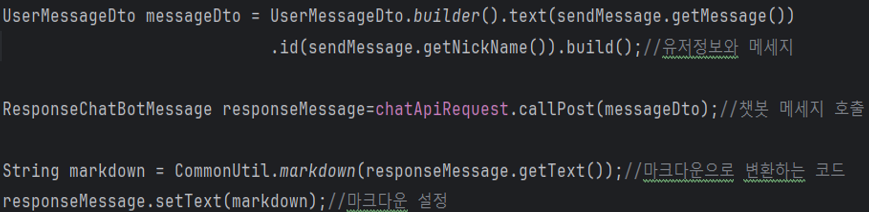 UserMessageDto messageDto = UserMessageDto.builder().text(sendMessage.getMessage())
.id(sendMessage.getNickName()).build();//유저정보와 메세지
ResponseChatBotMessage responseMessage=chatApiRequest.callPost(messageDto);//챗봇 메세지 호출
String markdown = CommonUtil.markdown(responseMessage.getText());//마크다운으로 변환하는 코드
responseMessage.setText(markdown);//마크다운 설정